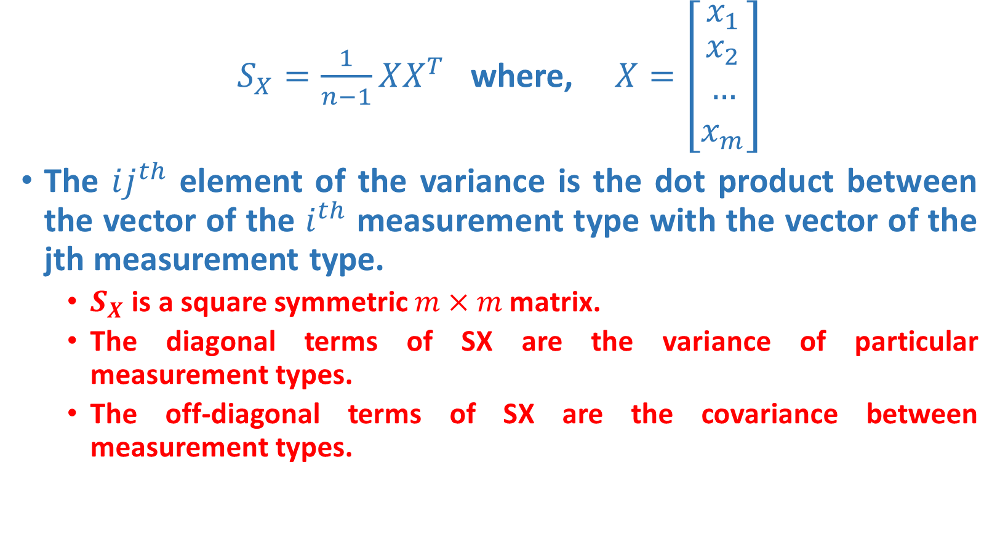 S_X = \frac{1}{n-1} XX^T where, X = \begin{bmatrix} x_1 \\ x_2 \\ ... \\ x_m \end{bmatrix}
• The ij^{th} element of the variance is the dot product between
the vector of the i^{th} measurement type with the vector of the
jth measurement type.
• S_X is a square symmetric m × m matrix.
• The diagonal terms of SX are the variance of particular
measurement types.
• The off-diagonal terms of SX are the covariance between
measurement types.